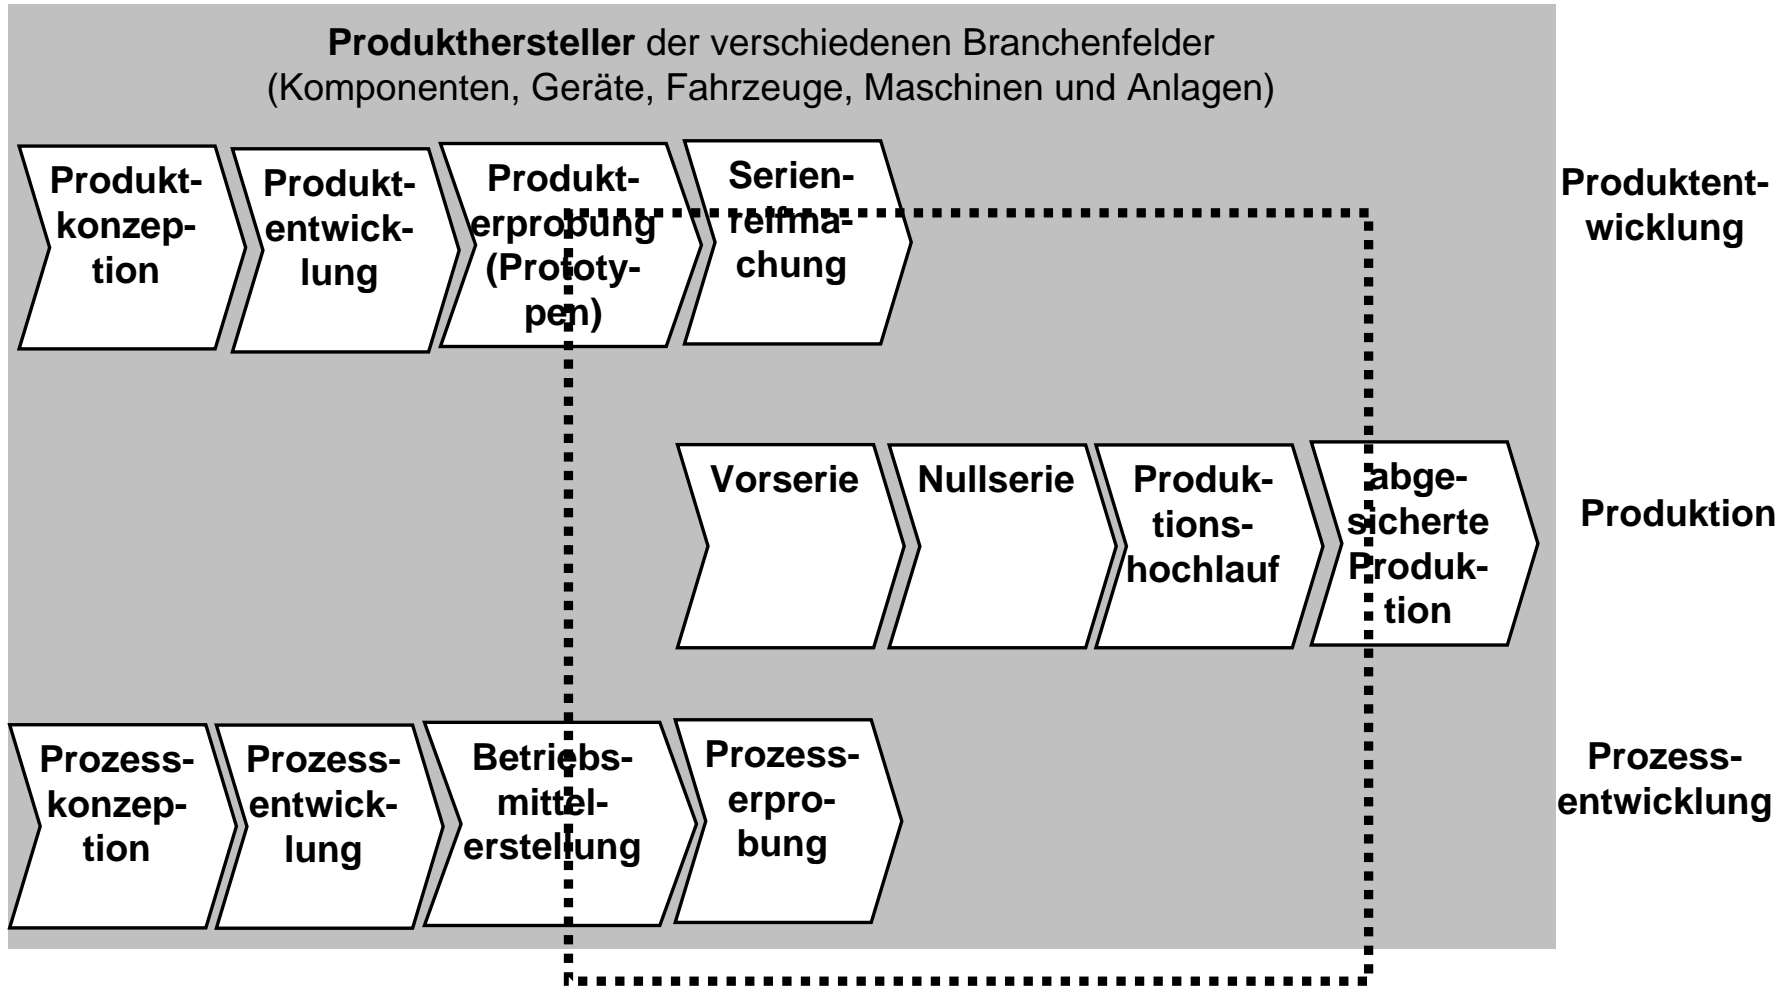 Produkthersteller der verschiedenen Branchenfelder
(Komponenten, Geräte, Fahrzeuge, Maschinen und Anlagen)
Produkt-
konzep-
tion
Produkt-
entwick-
lung
Produkt-
erprobung
(Prototy-
pen)
Serien-
reifma-
chung
Produktent-
wicklung
Vorserie
Nullserie
Produk-
tions-
hochlauf
abge-
sicherte
Produk-
tion
Produktion
Prozess-
konzep-
tion
Prozess-
entwick-
lung
Betriebs-
mittel-
erstellung
Prozess-
erpro-
bung
Prozess-
entwicklung